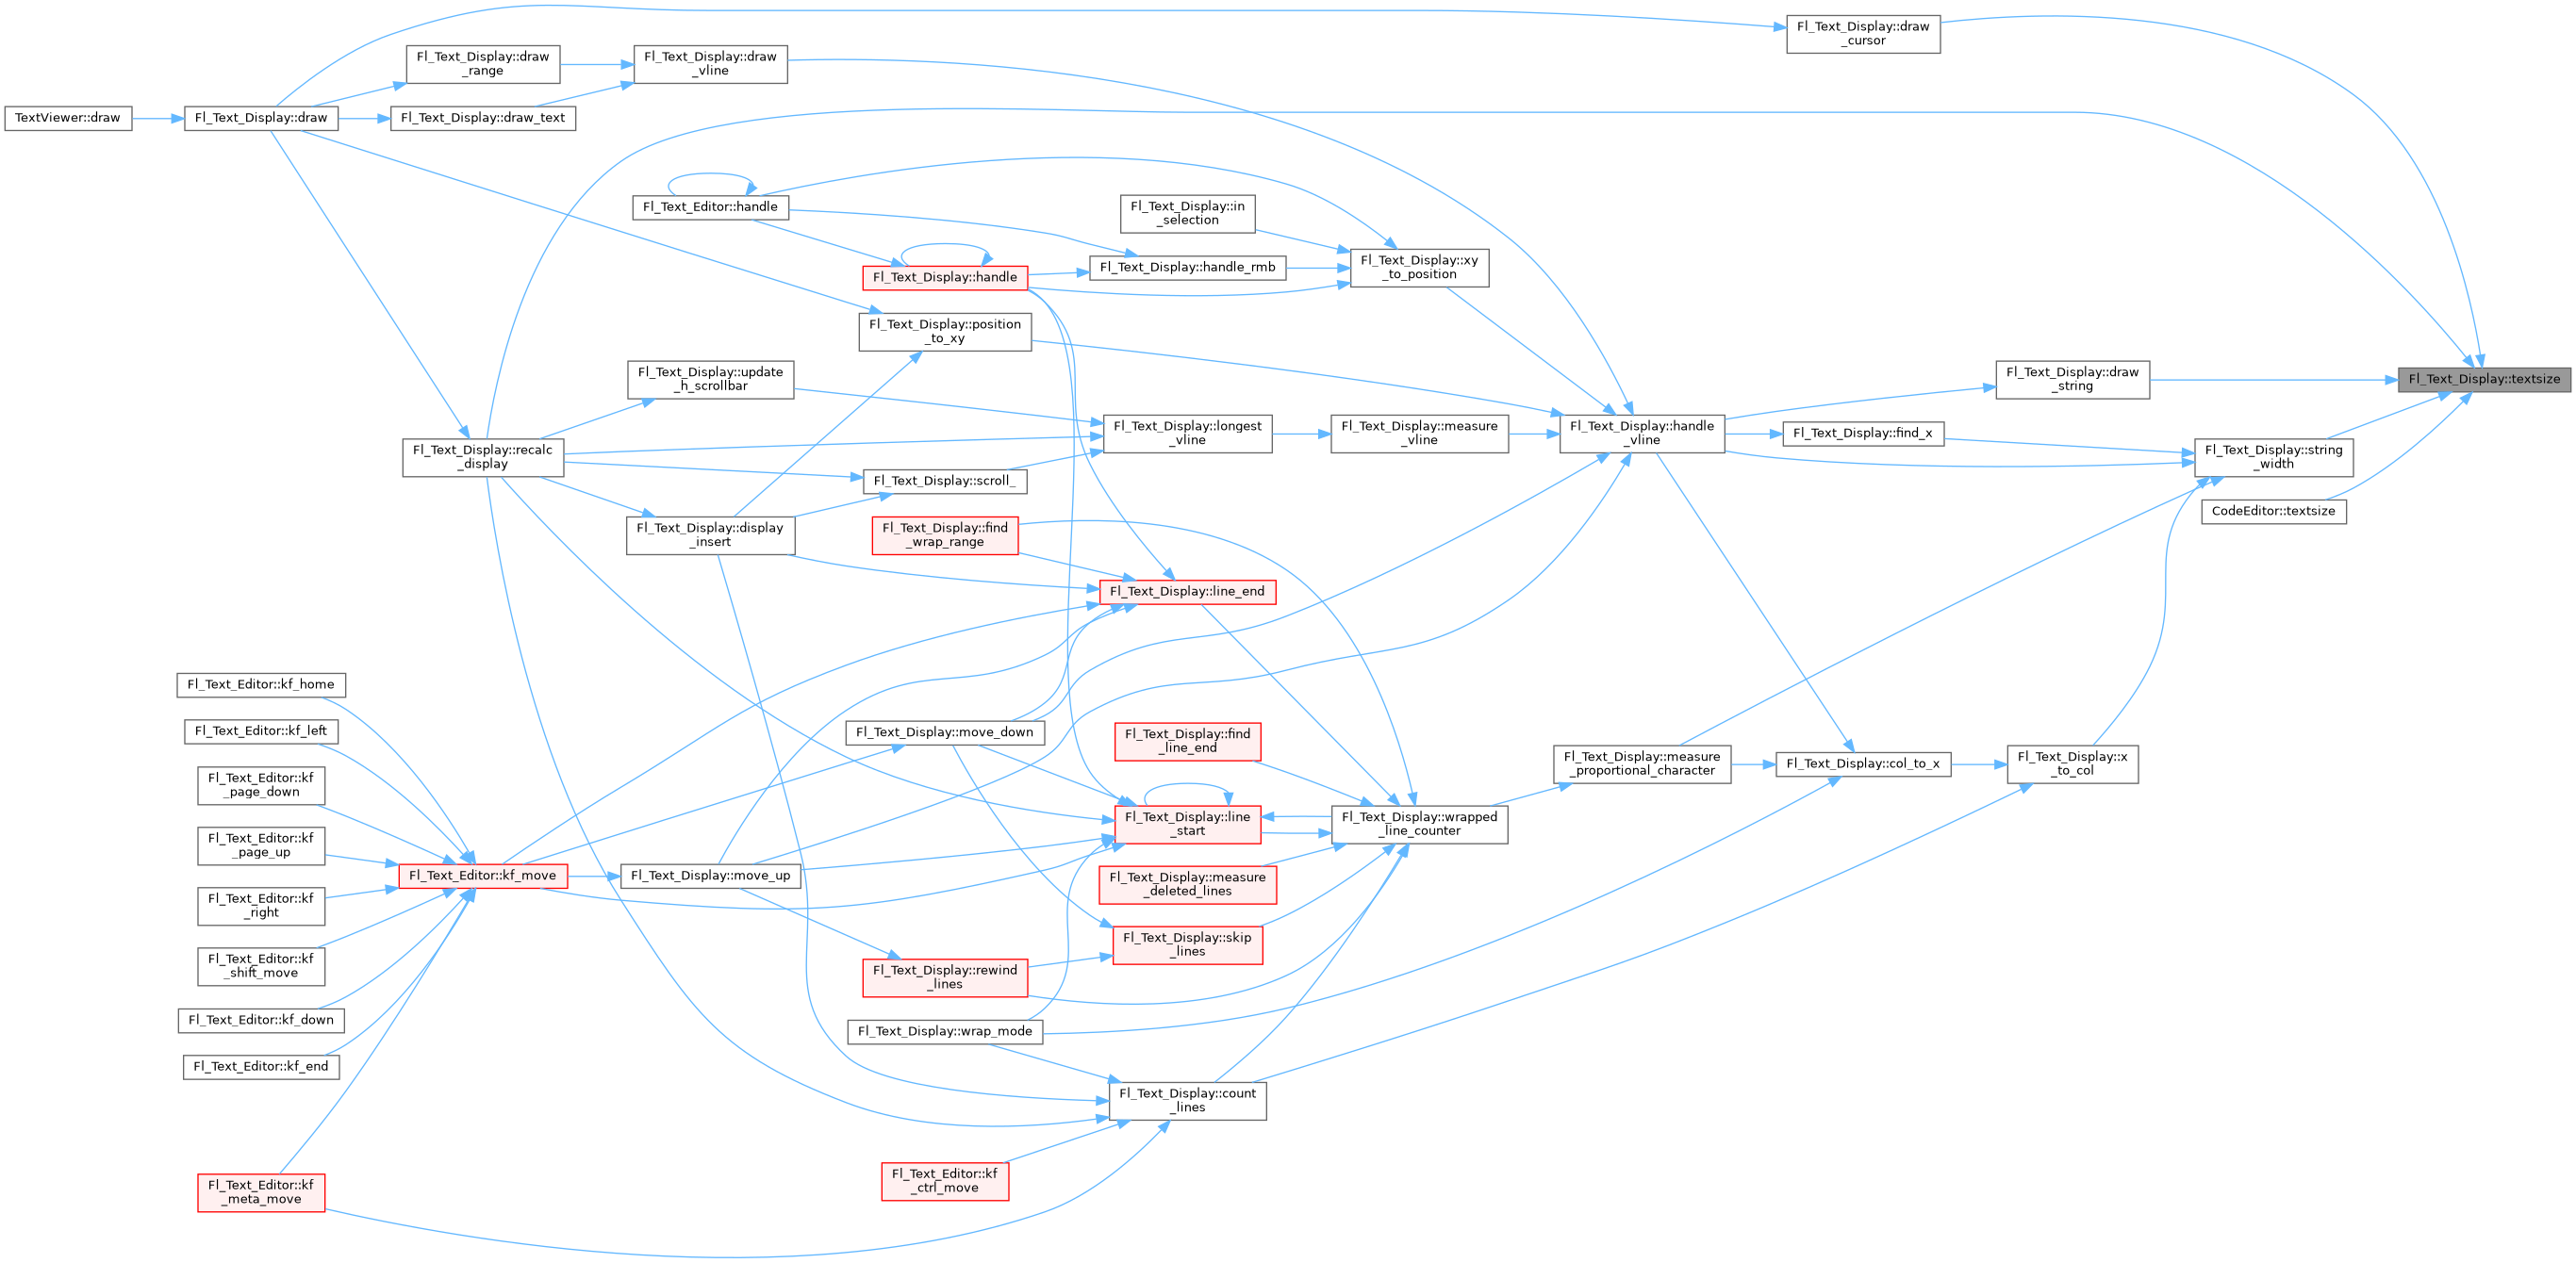 Fl_Text_Display::draw
_cursor
Fl_Text_Display::draw
_range
Fl_Text_Display::draw
_vline
TextViewer::draw
Fl_Text_Display::draw
Fl_Text_Display::draw_text
Fl_Text_Editor::handle
Fl_Text_Display::in
_selection
Fl_Text_Display::handle
Fl_Text_Display::handle_rmb
Fl_Text_Display::xy
_to_position
Fl_Text_Display::position
_to_xy
Fl_Text_Display::update
_h_scrollbar
Fl_Text_Display::draw
_string
Fl_Text_Display::textsize
Fl_Text_Display::recalc
_display
Fl_Text_Display::longest
_vline
Fl_Text_Display::measure
_vline
Fl_Text_Display::handle
_vline
Fl_Text_Display::find_x
Fl_Text_Display::string
_width
Fl_Text_Display::scroll_
CodeEditor::textsize
Fl_Text_Display::display
_insert
Fl_Text_Display::find
_wrap_range
Fl_Text_Display::line_end
Fl_Text_Editor::kf_home
Fl_Text_Editor::kf_left
Fl_Text_Display::move_down
Fl_Text_Display::find
_line_end
Fl_Text_Display::measure
_proportional_character
Fl_Text_Display::col_to_x
Fl_Text_Display::x
_to_col
Fl_Text_Editor::kf
_page_down
Fl_Text_Display::line
_start
Fl_Text_Display::wrapped
_line_counter
Fl_Text_Editor::kf
_page_up
Fl_Text_Editor::kf_move
Fl_Text_Display::move_up
Fl_Text_Display::measure
_deleted_lines
Fl_Text_Editor::kf
_right
Fl_Text_Display::skip
_lines
Fl_Text_Editor::kf
_shift_move
Fl_Text_Display::rewind
_lines
Fl_Text_Editor::kf_down
Fl_Text_Display::wrap_mode
Fl_Text_Editor::kf_end
Fl_Text_Display::count
_lines
Fl_Text_Editor::kf
_meta_move
Fl_Text_Editor::kf
_ctrl_move